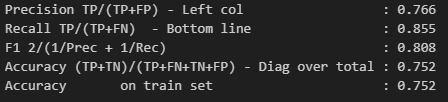 Precision TP/(TP+FP) - Left col : 0.766
Recall TP/(TP+FN) - Bottom line : 0.855
F1 2/(1/Prec + 1/Rec) : 0.808
Accuracy (TP+TN)/(TP+FN+TN+FP) - Diag over total : 0.752
Accuracy on train set : 0.752